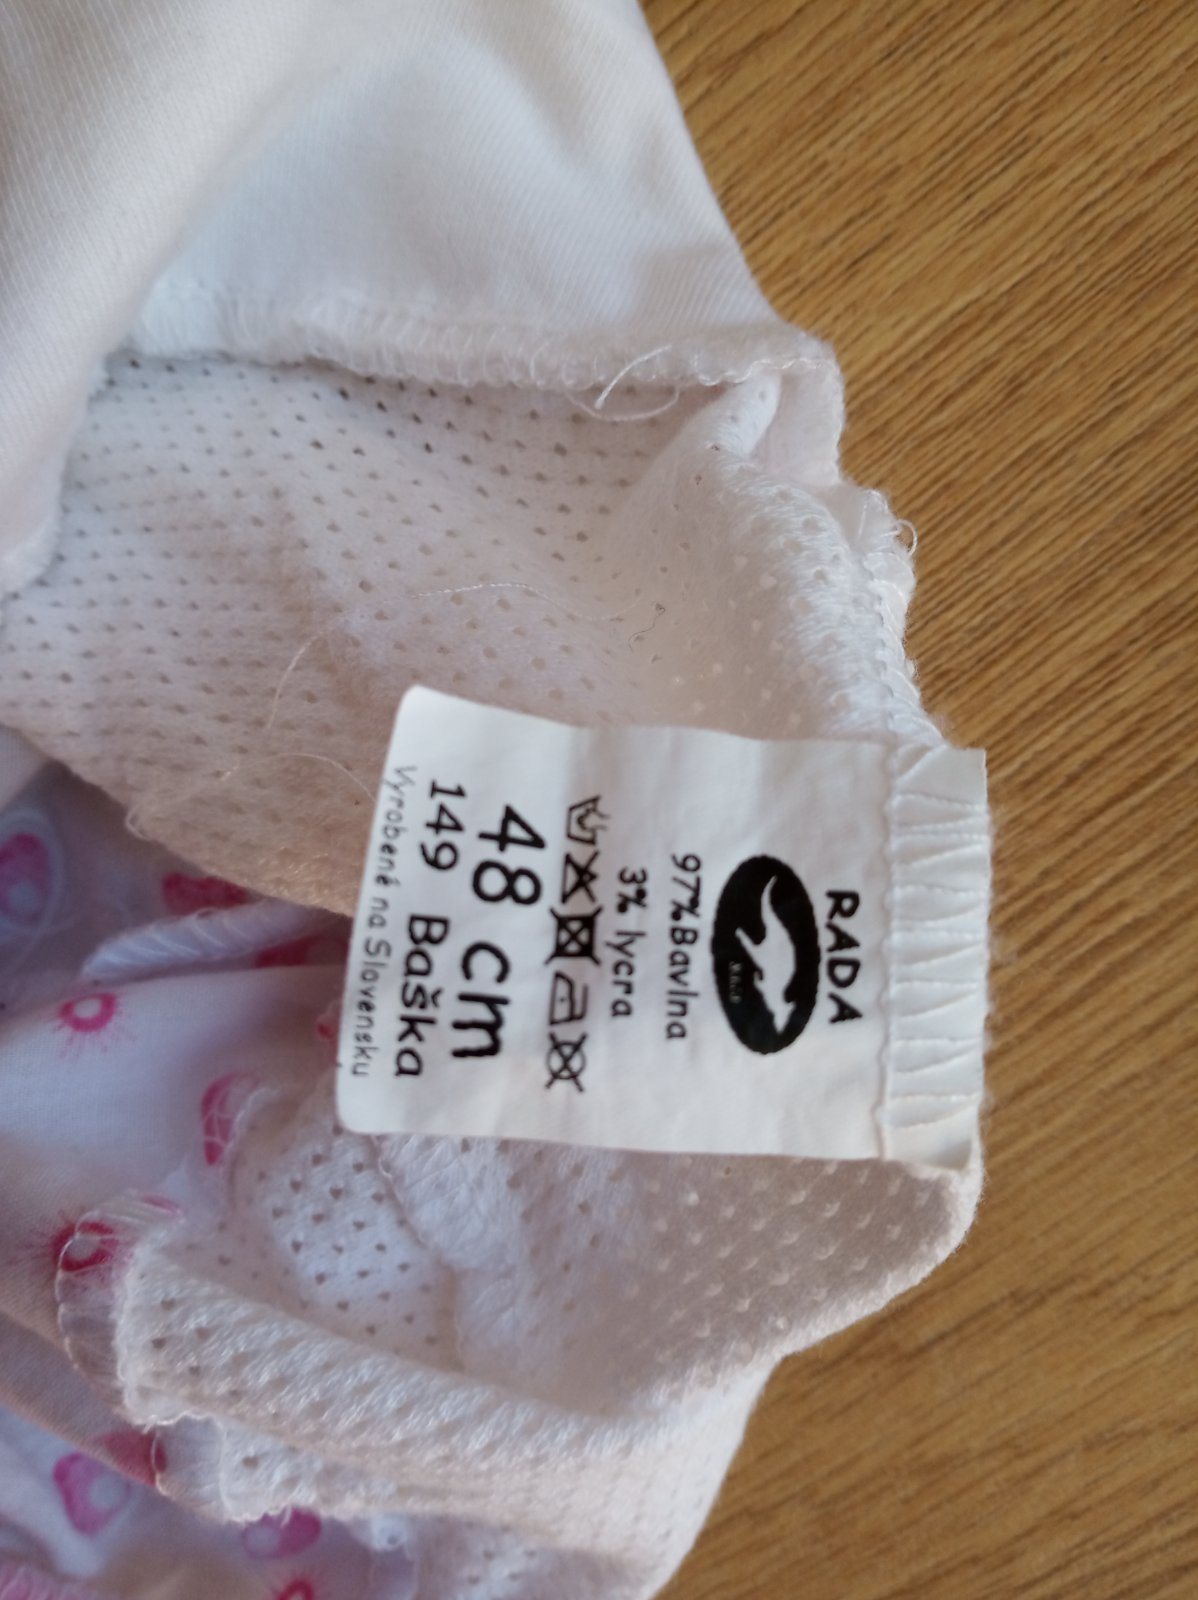 RADA
97%Bavlna
3% lycra
48 cm
149 Baška
Vyrobené na Slovensku